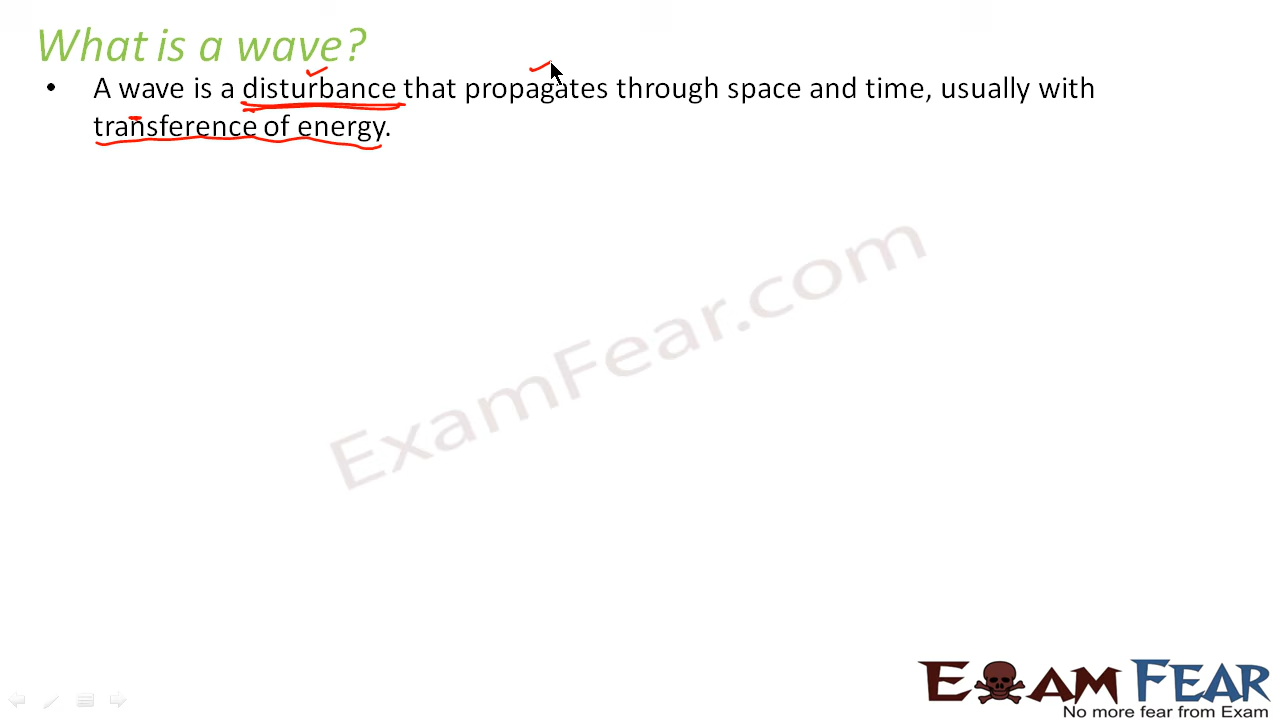 What is a wave?
• A wave is a disturbance that propagates through space and time, usually with
transference of energy.
ExamFear.com
EXAM FEAR
No more fear from Exam